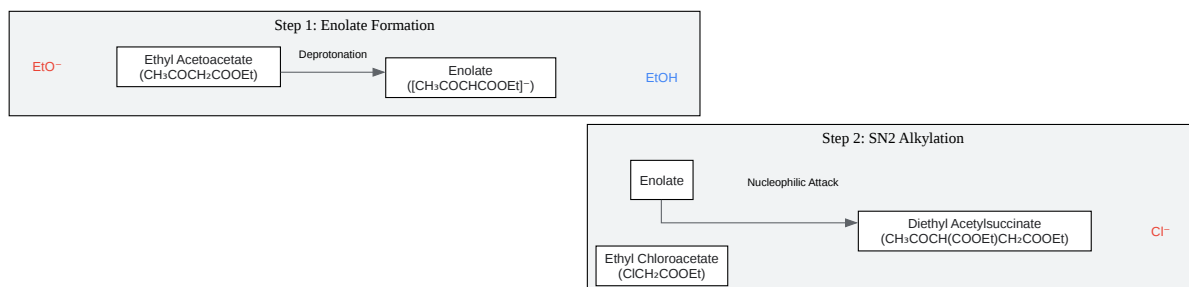 Step 1: Enolate Formation
EtO⁻
Ethyl Acetoacetate
(CH₃COCH₂COOEt)
Deprotonation
Enolate
([CH₃COCHCOOEt]⁻)
EtOH
Step 2: SN2 Alkylation
Enolate
Nucleophilic Attack
Diethyl Acetylsuccinate
(CH₃COCH(COOEt)CH₂COOEt)
Cl⁻
Ethyl Chloroacetate
(ClCH₂COOEt)